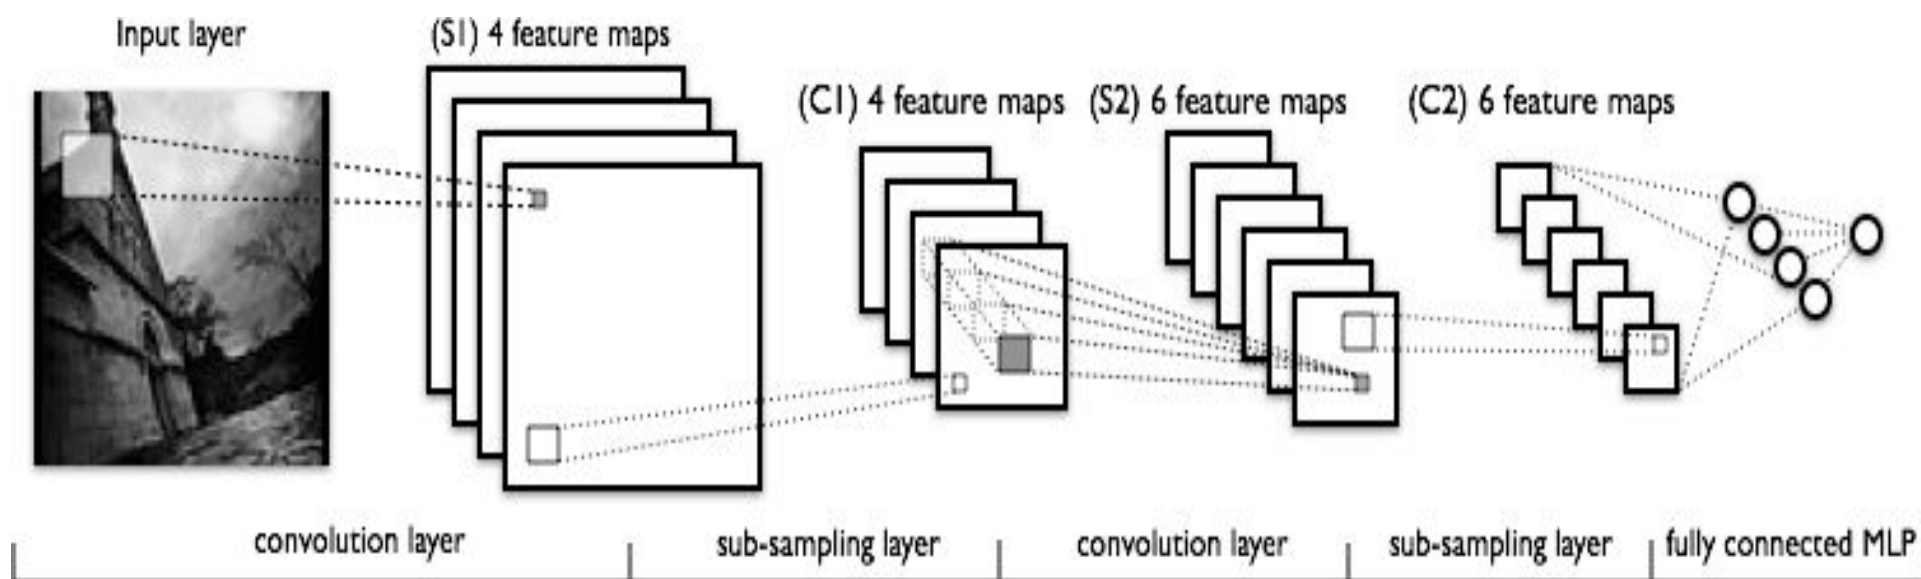 Input layer
(S1) 4 feature maps
(C1) 4 feature maps
(S2) 6 feature maps
(C2) 6 feature maps
convolution layer
sub-sampling layer
convolution layer
sub-sampling layer
fully connected MLP